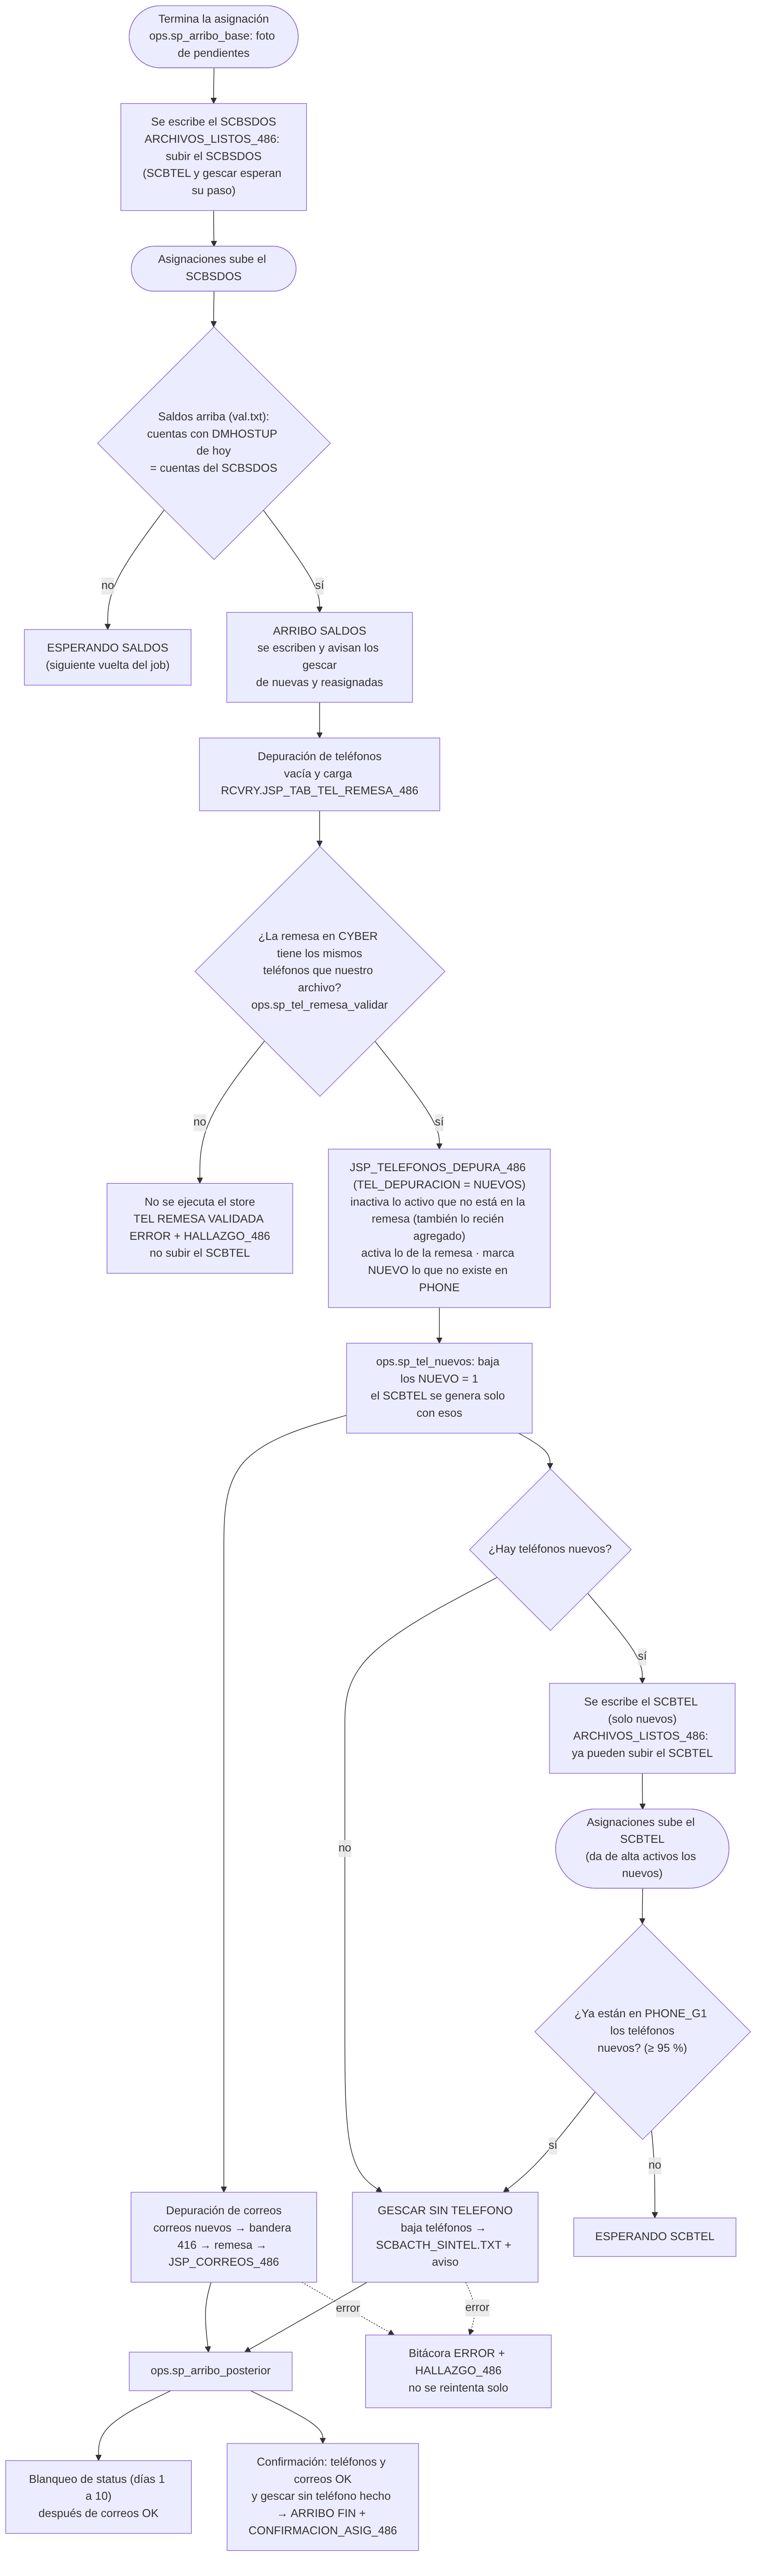 Termina la asignación
ops.sp_arribo_base: foto
de pendientes
Se escribe el SCBSDOS
ARCHIVOS_LISTOS_486:
subir el SCBSDOS
(SCBTEL y gescar esperan
su paso)
Asignaciones sube el
SCBSDOS
Saldos arriba (val.txt):
cuentas con DMHOSTUP
de hoy
= cuentas del SCBSDOS
no
sí
ESPERANDO SALDOS
(siguiente vuelta del job)
ARRIBO SALDOS
se escriben y avisan los
gescar
de nuevas y reasignadas
Depuración de teléfonos
vacía y carga
RCVRY.JSP_TAB_TEL_REMESA_486
¿La remesa en CYBER
tiene los mismos
teléfonos que nuestro
archivo?
ops.sp_tel_remesa_validar
no
sí
No se ejecuta el store
TEL REMESA VALIDADA
ERROR + HALLAZGO_486
no subir el SCBTEL
JSP_TELEFONOS_DEPURA_486
(TEL_DEPURACION = NUEVOS)
inactiva lo activo que no está en la
remesa (también lo recién
agregado)
activa lo de la remesa · marca
NUEVO lo que no existe en
PHONE
ops.sp_tel_nuevos: baja
los NUEVO = 1
el SCBTEL se genera solo
con esos
¿Hay teléfonos nuevos?
sí
Se escribe el SCBTEL
(solo nuevos)
ARCHIVOS_LISTOS_486:
ya pueden subir el SCBTEL
no
Asignaciones sube el
SCBTEL
(da de alta activos los
nuevos)
¿Ya están en PHONE_G1
los teléfonos
nuevos? (≥ 95 %)
sí
no
Depuración de correos
correos nuevos → bandera
416 → remesa →
JSP_CORREOS_486
GESCAR SIN TELEFONO
baja teléfonos →
SCBACTH_SINTEL.TXT +
aviso
ESPERANDO SCBTEL
error
error
ops.sp_arribo_posterior
Bitácora ERROR +
HALLAZGO_486
no se reintenta solo
Blanqueo de status (días 1
a 10)
después de correos OK
Confirmación: teléfonos y
correos OK
y gescar sin teléfono hecho
→ ARRIBO FIN +
CONFIRMACION_ASIG_486